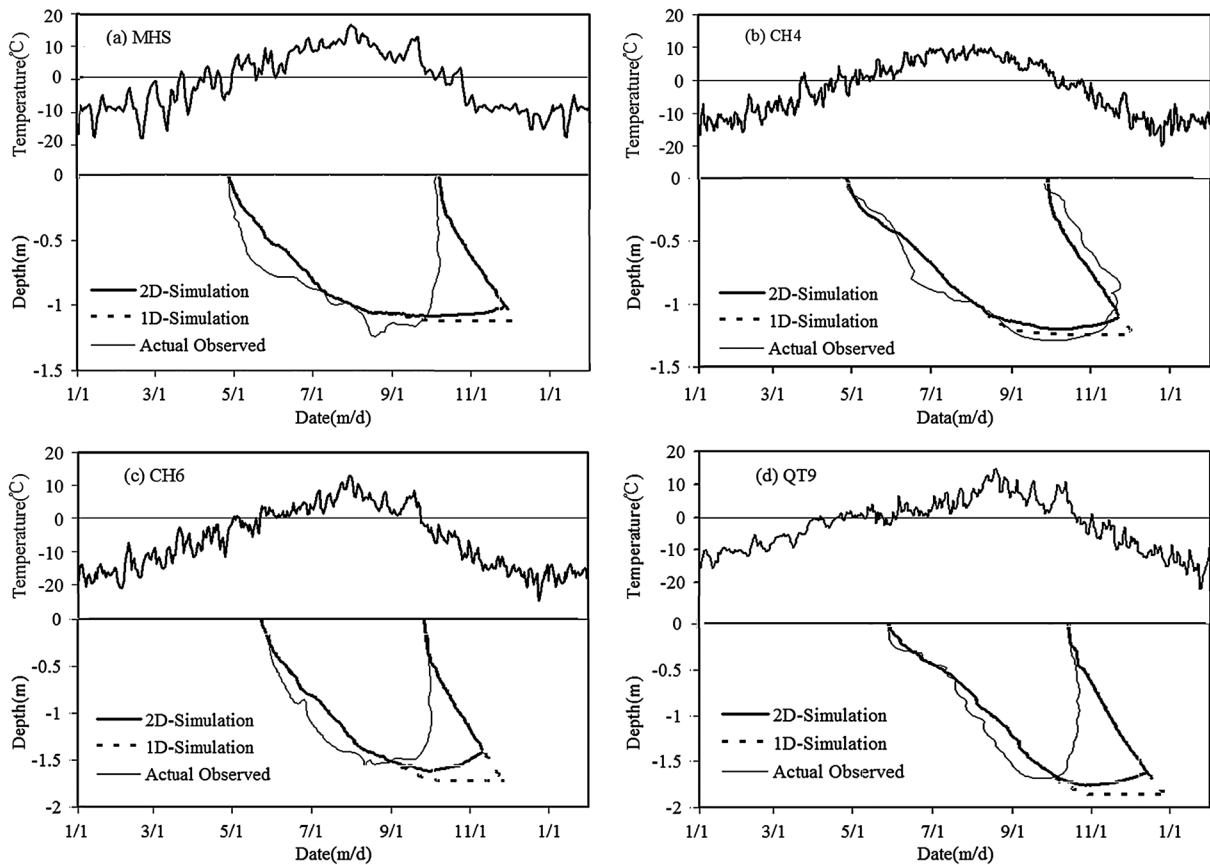 20
10
0
-10
-20
Temperature(℃)
(a) MHS
0
-0.5
-1
-1.5
Depth(m)
2D-Simulation
1D-Simulation
Actual Observed
1/1 3/1 5/1 7/1 9/1 11/1 1/1
Date(m/d)
20
10
0
-10
-20
Temperature(℃)
(b) CH4
0
-0.5
-1
-1.5
Depth(m)
2D-Simulation
1D-Simulation
Actual Observed
1/1 3/1 5/1 7/1 9/1 11/1 1/1
Data(m/d)
20
10
0
-10
-20
Temperature(℃)
(c) CH6
0
-0.5
-1
-1.5
-2
Depth(m)
2D-Simulation
1D-Simulation
Actual Observed
1/1 3/1 5/1 7/1 9/1 11/1 1/1
Date(m/d)
20
10
0
-10
-20
Temperature(℃)
(d) QT9
0
-0.5
-1
-1.5
-2
Depth(m)
2D-Simulation
1D-Simulation
Actual Observed
1/1 3/1 5/1 7/1 9/1 11/1 1/1
Date(m/d)